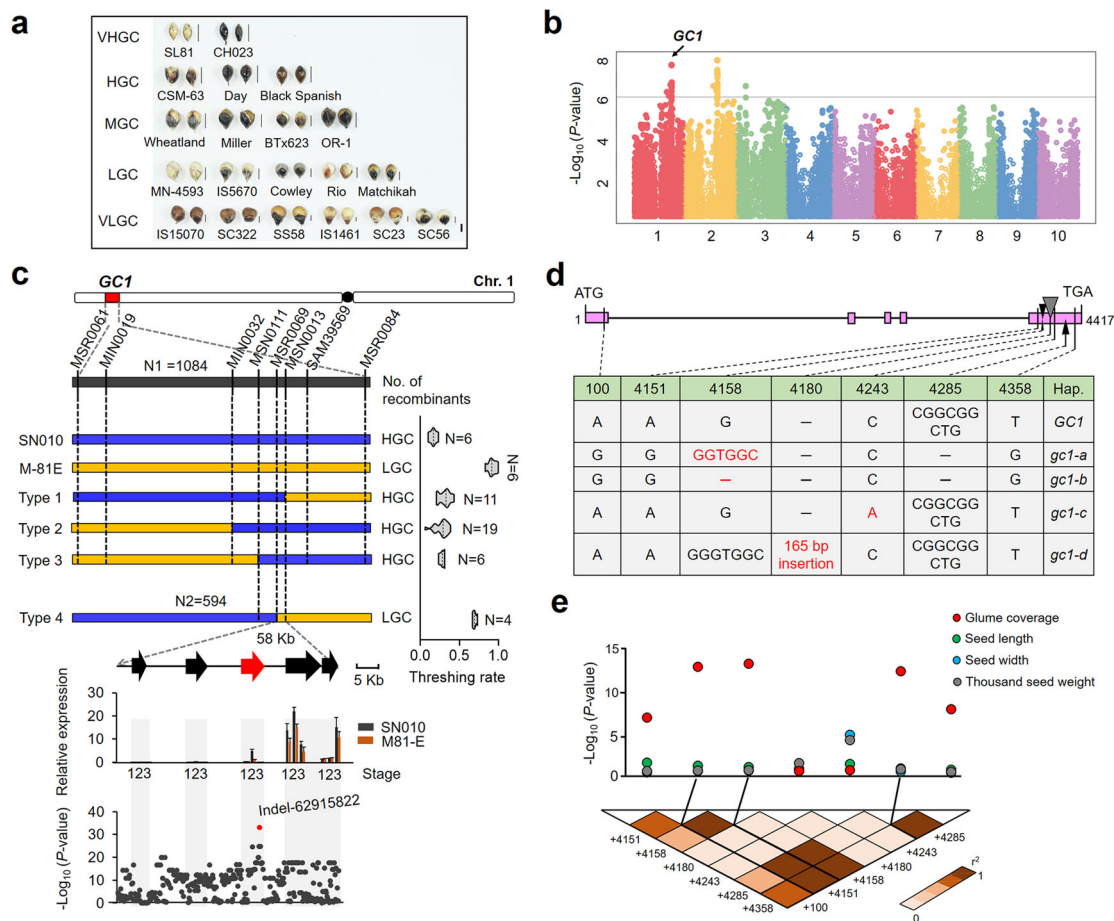 a
VHGC
SL81 CH023
HGC
CSM-63 Day Black Spanish
MGC
Wheatland Miller BTx623 OR-1
LGC
MN-4593 IS5670 Cowley Rio Matchikah
VLGC
IS15070 SC322 SS58 IS1461 SC23 SC56
b
GC1
-Log10 (P-value)
8
6
4
2
1 2 3 4 5 6 7 8 9 10
c
GC1
Chr. 1
MSR0061
MIN0019
MIN0032
MSN0111
MSR0069
MSN0013
SAM39569
MSR0084
N1 =1084
No. of
recombinants
SN010 HGC N=6
M-81E LGC N=6
Type 1 HGC N=11
Type 2 HGC N=19
Type 3 HGC N=6
N2=594
Type 4 LGC N=4
58 Kb
5 Kb
0.0 0.5 1.0
Threshing rate
Relative expression
30
20
10
0
SN010
M81-E
123 123 123 123 123 Stage
Indel-62915822
-Log10 (P-value)
40
30
20
10
0
d
ATG TGA
1 4417
100 4151 4158 4180 4243 4285 4358 Hap.
A A G – C CGGCGG CTG T GC1
G G GGTGGC – C – G gc1-a
G G – – C – G gc1-b
A A G – A CGGCGG CTG T gc1-c
A A GGGTGGC 165 bp insertion C CGGCGG CTG T gc1-d
e
Glume coverage
Seed length
Seed width
Thousand seed weight
-Log10 (P-value)
20
15
10
5
0
+4151
+4158
+4180
+4243
+4285
+4358
+100
+4151
+4158
+4180
+4243
+4285
r2
1
0